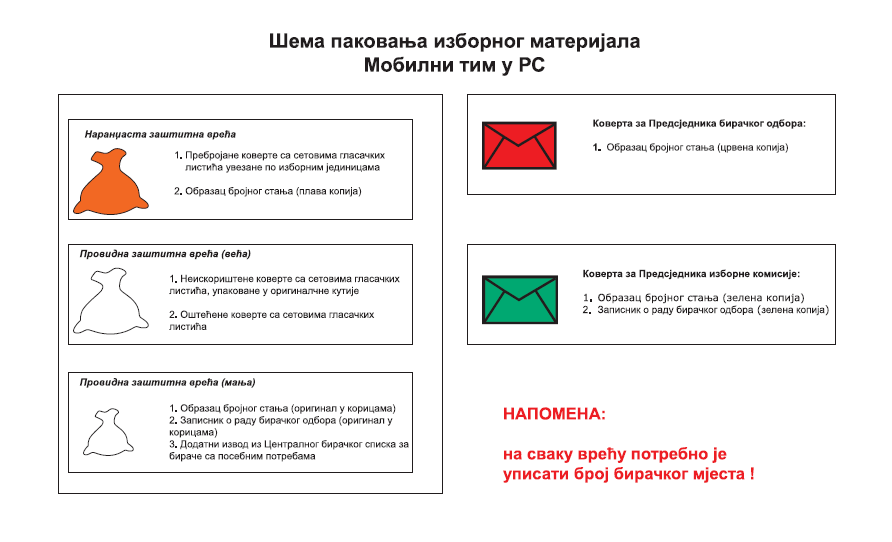 Шема паковања изборног материјала
Мобилни тим у РС
Наранџаста заштитна врећа
1. Пребројане коверте са сетовима гласачких
листића увезане по изборним јединицама
2. Образац бројног стања (плава копија)
Провидна заштитна врећа (већа)
1. Неискориштене коверте са сетовима гласачких
листића, упаковане у оригиналчне кутије
2. Оштећене коверте са сетовима гласачких
листића
Провидна заштитна врећа (мања)
1. Образац бројног стања (оригинал у корицама)
2. Записник о раду бирачког одбора (оригинал у
корицама)
3. Додатни извод из Централног бирачког списка за
бираче са посебним потребама
Коверта за Предсједника бирачког одбора:
1. Образац бројног стања (црвена копија)
Коверта за Предсједника изборне комисије:
1. Образац бројног стања (зелена копија)
2. Записник о раду бирачког одбора (зелена копија)
НАПОМЕНА:
на сваку врећу потребно је
уписати број бирачког мјеста !